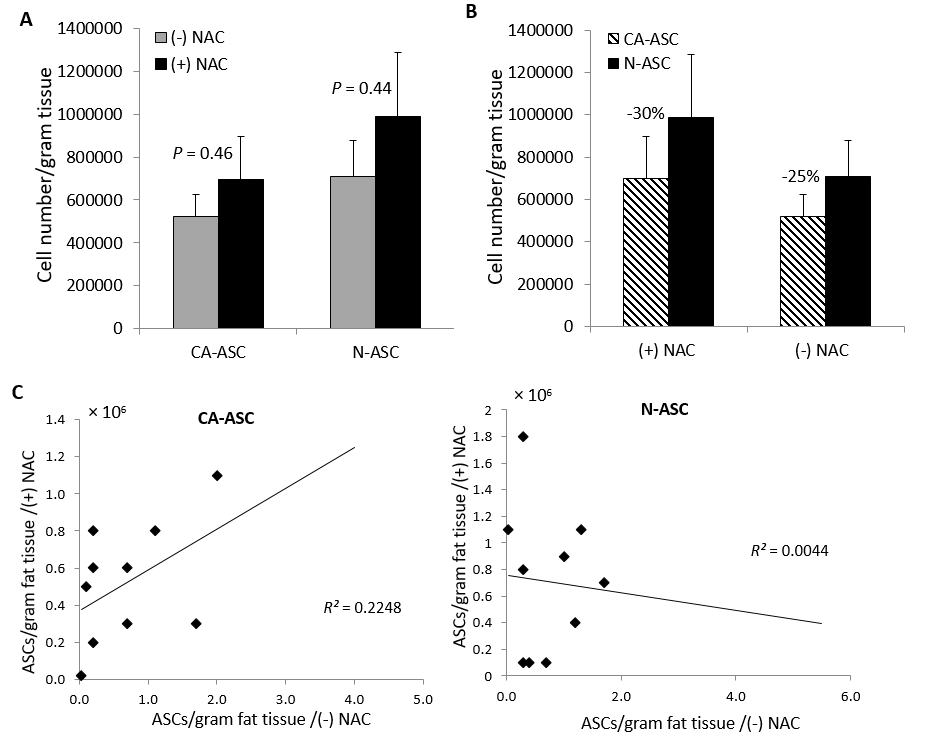 A
Cell number/gram tissue
1400000
1200000
1000000
800000
600000
400000
200000
0
(-) NAC
(+) NAC
P = 0.46
P = 0.44
CA-ASC
N-ASC
B
Cell number/gram tissue
1400000
1200000
1000000
800000
600000
400000
200000
0
CA-ASC
N-ASC
-30%
-25%
(+) NAC
(-) NAC
C
× 10⁶
CA-ASC
ASCs/gram fat tissue /(+) NAC
1.4
1.2
1.0
0.8
0.6
0.4
0.2
0.0
R² = 0.2248
0.0 1.0 2.0 3.0 4.0 5.0
ASCs/gram fat tissue /(-) NAC
× 10⁶
N-ASC
ASCs/gram fat tissue /(+) NAC
2
1.8
1.6
1.4
1.2
1
0.8
0.6
0.4
0.2
0
R² = 0.0044
0.0 2.0 4.0 6.0
ASCs/gram fat tissue /(-) NAC